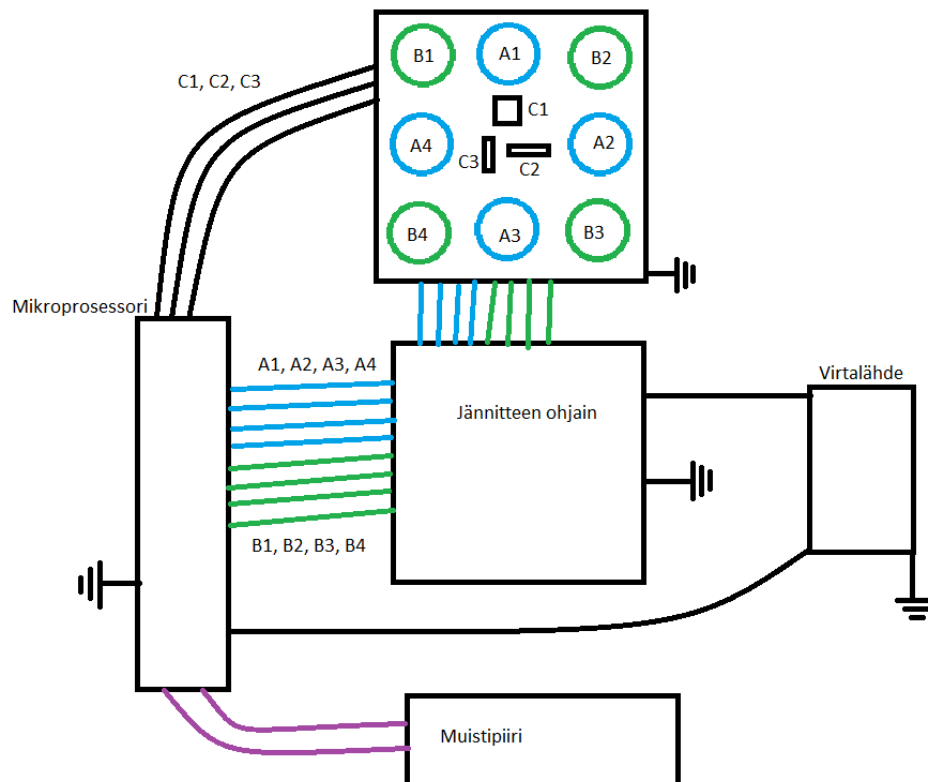 B1
A1
B2
C1, C2, C3
C1
A4
A2
C3
C2
B4
A3
B3
Mikroprosessori
A1, A2, A3, A4
Virtalähde
Jännitteen ohjain
B1, B2, B3, B4
Muistipiiri